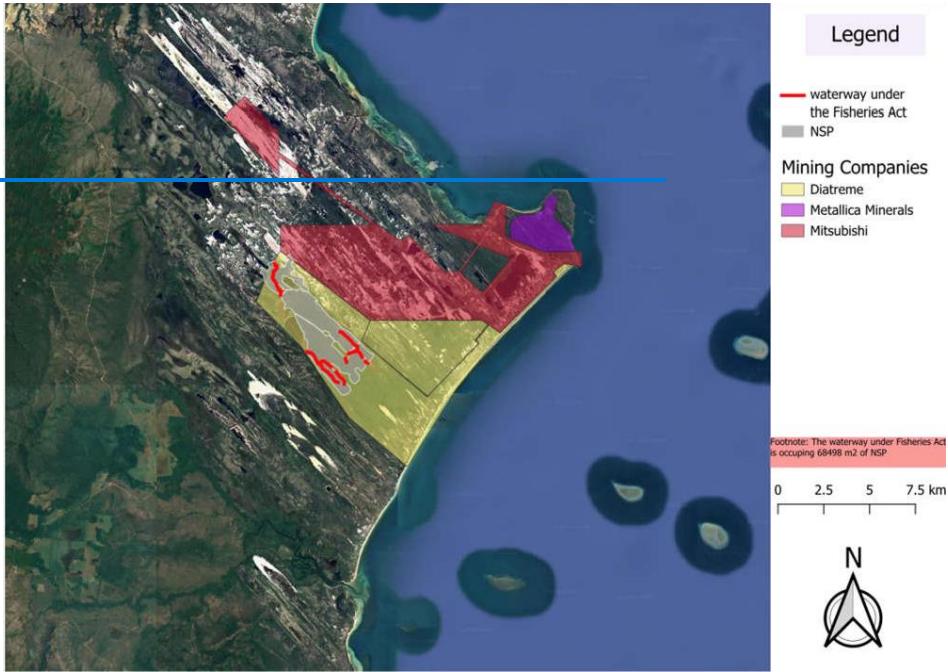 Legend
waterway under
the Fisheries Act
NSP
Mining Companies
Diatreme
Metallica Minerals
Mitsubishi
Footnote: The waterway under Fisheries Act
is occuping 68498 m2 of NSP
0 2.5 5 7.5 km
N